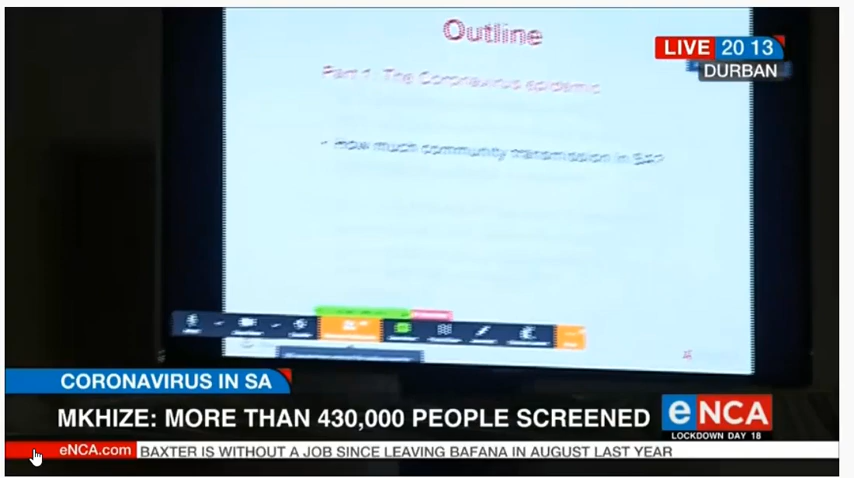 Outline
LIVE 20 13
DURBAN
Part 1: The Coronavirus epidemic
- How much community transmission in SA?
CORONAVIRUS IN SA
MKHIZE: MORE THAN 430,000 PEOPLE SCREENED
eNCA
LOCKDOWN DAY 18
eNCA.com BAXTER IS WITHOUT A JOB SINCE LEAVING BAFANA IN AUGUST LAST YEAR